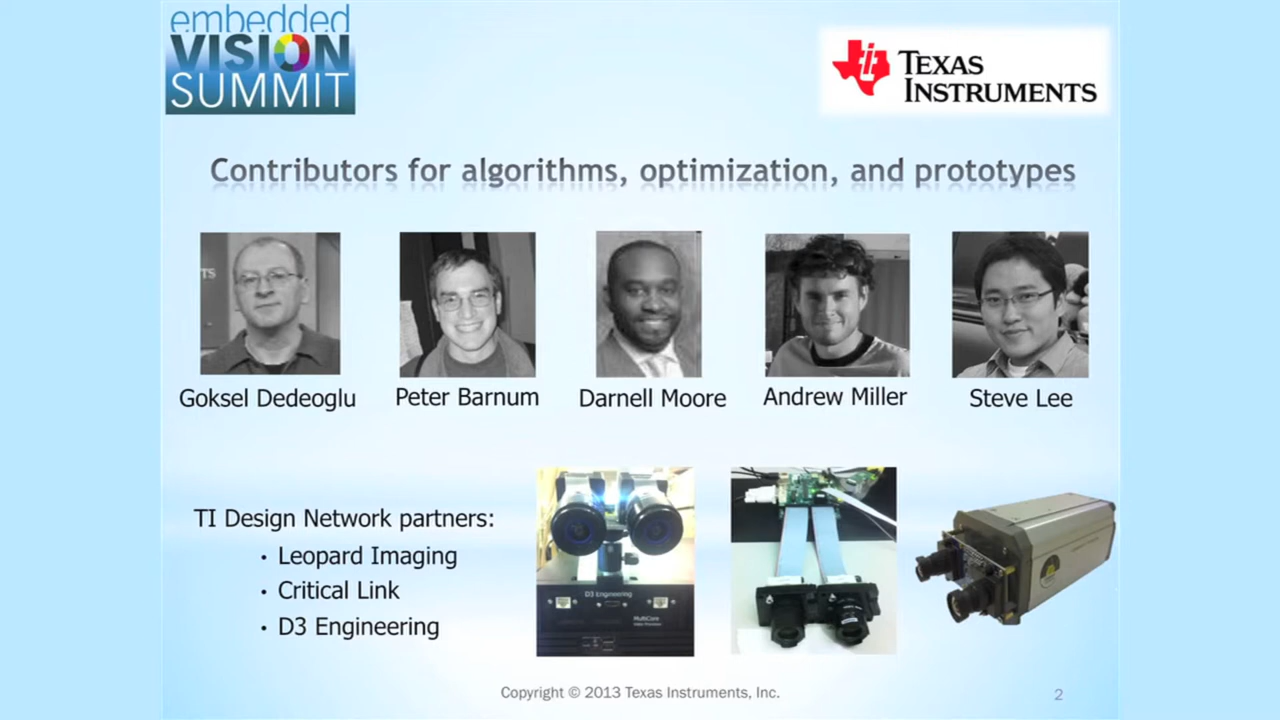 embedded
VISION
SUMMIT
TEXAS
INSTRUMENTS
Contributors for algorithms, optimization, and prototypes
Goksel Dedeoglu
Peter Barnum
Darnell Moore
Andrew Miller
Steve Lee
TI Design Network partners:
• Leopard Imaging
• Critical Link
• D3 Engineering
D3 Engineering
MultiCore
Copyright © 2013 Texas Instruments, Inc.
2